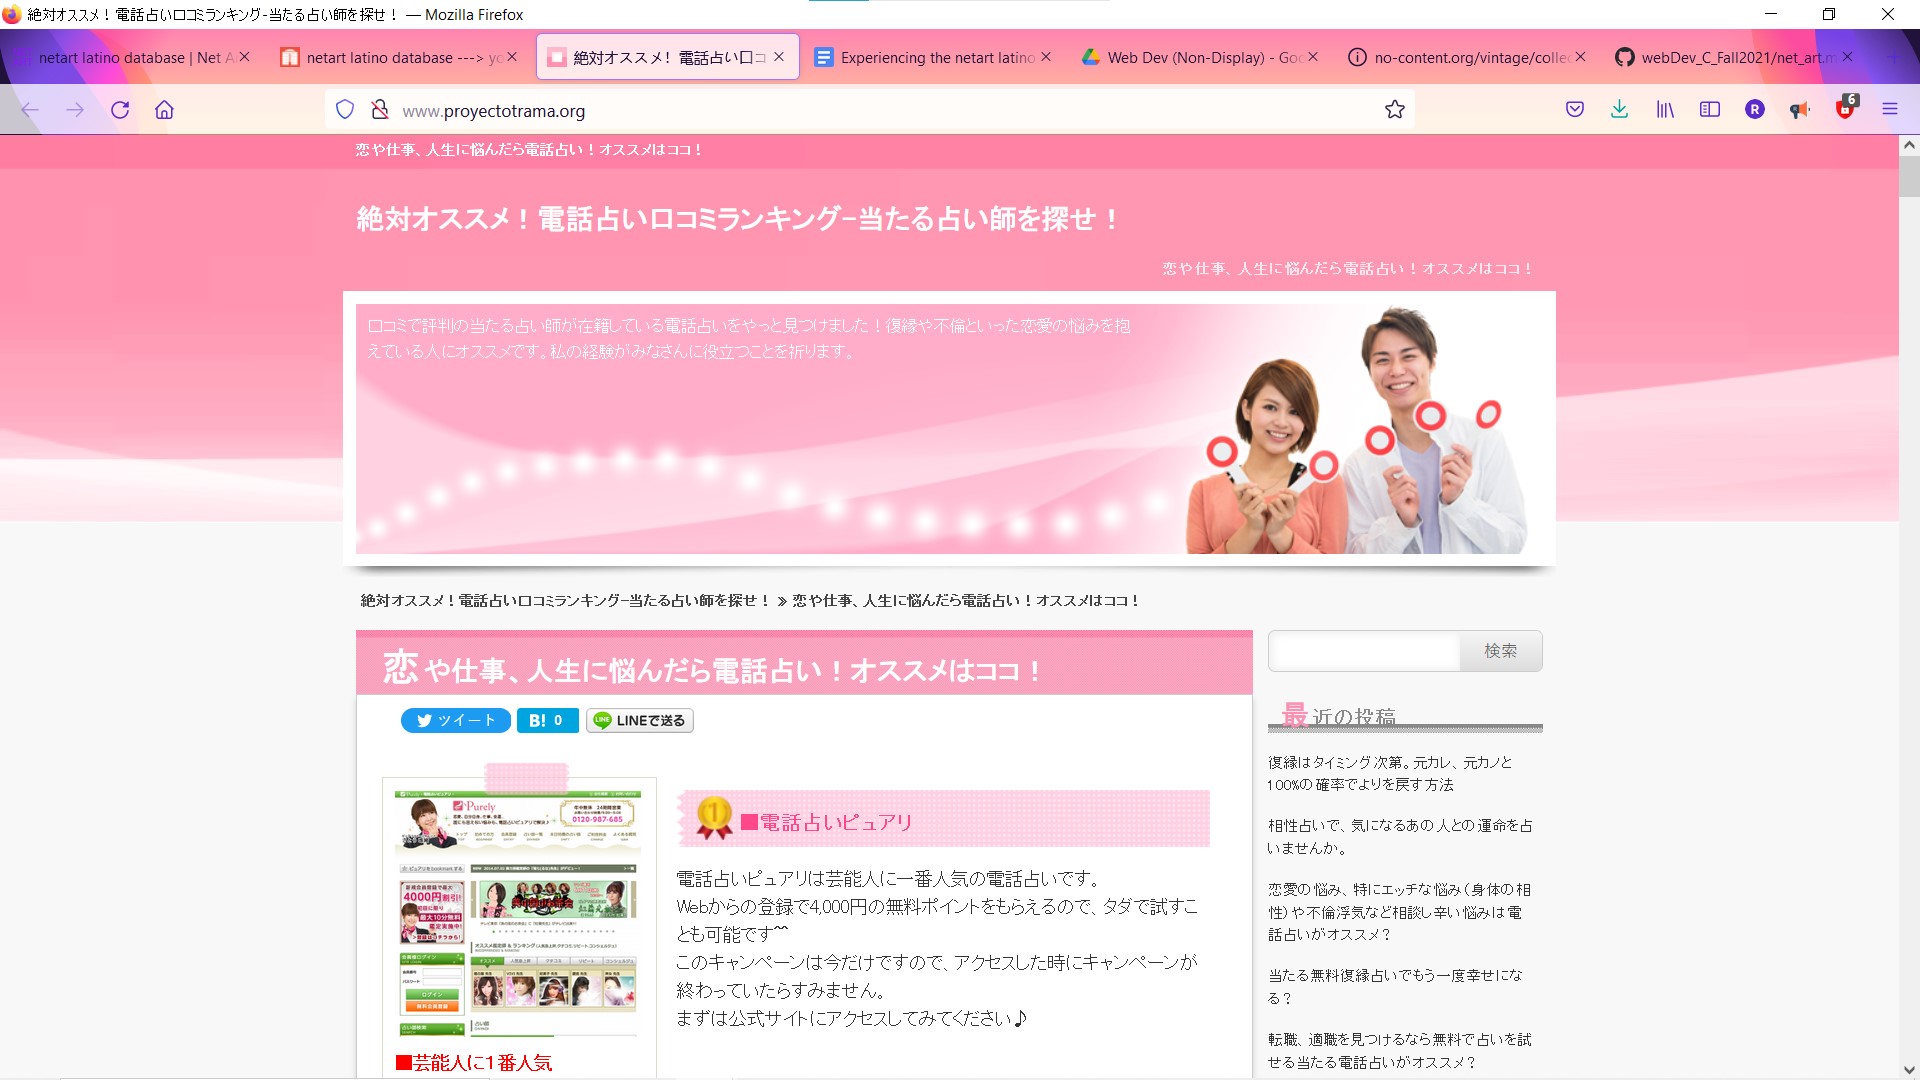 絶対オススメ！電話占い口コミランキング-当たる占い師を探せ！ — Mozilla Firefox
netart latino database | Net A
netart latino database ---> yo
絶対オススメ！電話占い口コ
Experiencing the netart latino
Web Dev (Non-Display) - Goo
no-content.org/vintage/collec
webDev_C_Fall2021/net_art.m
www.proyectotrama.org
R
6
恋や仕事、人生に悩んだら電話占い！オススメはココ！
絶対オススメ！電話占い口コミランキング-当たる占い師を探せ！
恋や仕事、人生に悩んだら電話占い！オススメはココ！
口コミで評判の当たる占い師が在籍している電話占いをやっと見つけました！復縁や不倫といった恋愛の悩みを抱
えている人にオススメです。私の経験がみなさんに役立つことを祈ります。
絶対オススメ！電話占い口コミランキング-当たる占い師を探せ！ » 恋や仕事、人生に悩んだら電話占い！オススメはココ！
恋や仕事、人生に悩んだら電話占い！オススメはココ！
ツイート
B! 0
LINE LINEで送る
Purely
年中無休 24時間営業
0120-987-685
4000円割引!
最大10分無料
ログイン
1
■電話占いピュアリ
電話占いピュアリは芸能人に一番人気の電話占いです。
Webからの登録で4,000円の無料ポイントをもらえるので、タダで試すこ
とも可能です^^
このキャンペーンは今だけですので、アクセスした時にキャンペーンが
終わっていたらすみません。
まずは公式サイトにアクセスしてみてください♪
■芸能人に１番人気
検索
最近の投稿
復縁はタイミング次第。元カレ、元カノと
100%の確率でよりを戻す方法
相性占いで、気になるあの人との運命を占
いませんか。
恋愛の悩み、特にエッチな悩み（身体の相
性）や不倫浮気など相談し辛い悩みは電
話占いがオススメ？
当たる無料復縁占いでもう一度幸せにな
る？
転職、適職を見つけるなら無料で占いを試
せる当たる電話占いがオススメ？